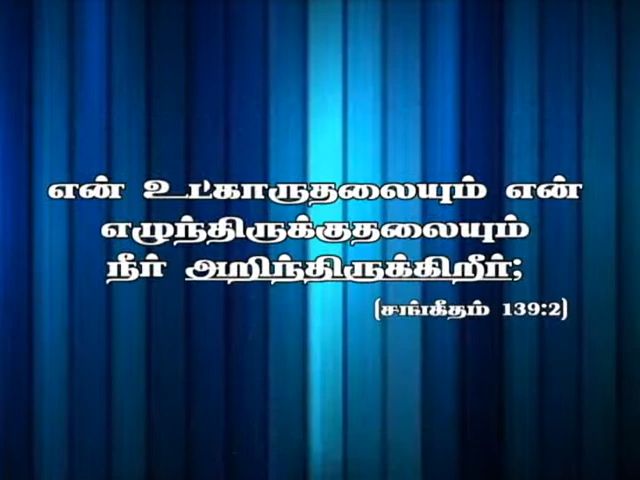 என் உட்காருதலையும் என்
எழுந்திருக்குதலையும்
நீர் அறிந்திருக்கிறீர்;
(சங்கீதம் 139:2)